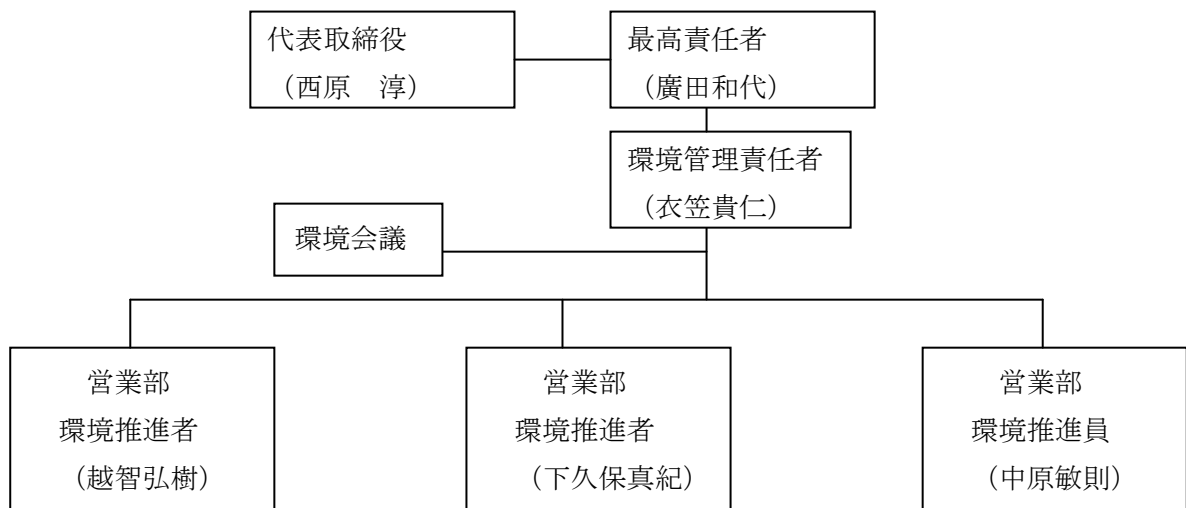 代表取締役
(西原　淳)
最高責任者
(廣田和代)
環境管理責任者
(衣笠貴仁)
環境会議
営業部
環境推進者
(越智弘樹)
営業部
環境推進者
(下久保真紀)
営業部
環境推進員
(中原敏則)